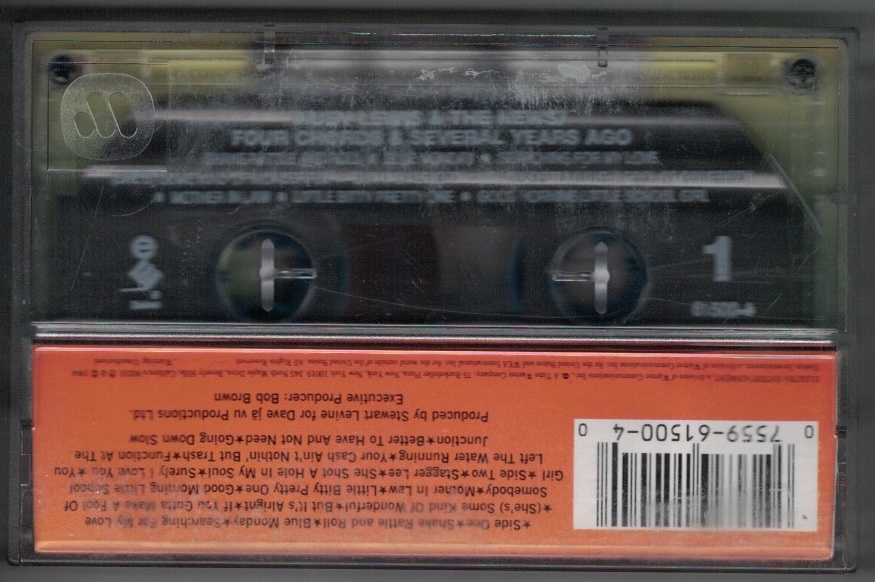 & THE NEWS
FOUR CHORDS & SEVERAL YEARS AGO
• SEARCHING FOR MY LOVE
• MOTHER IN LAW • LITTLE BITTY PRETTY ONE • GOOD MORNING LITTLE SCHOOL GIRL
e
1
61500-4
★Side One★Shake Rattle and Roll★Blue Monday★Searching For My Love
★(She's) Some Kind Of Wonderful★But It's Alright★If You Gotta Make A Fool Of
Somebody★Mother In Law★Little Bitty Pretty One★Good Morning Little School
Girl★Side Two★Stagger Lee★She Shot A Hole In My Soul★Surely I Love You★You
Left The Water Running★Your Cash Ain't Nothin' But Trash★Function At The
Junction★Better To Have And Not Need★Going Down Slow
Produced by Stewart Levine for Dave jä vu Productions Ltd.
Executive Producer: Bob Brown
0 7559-61500-4 0